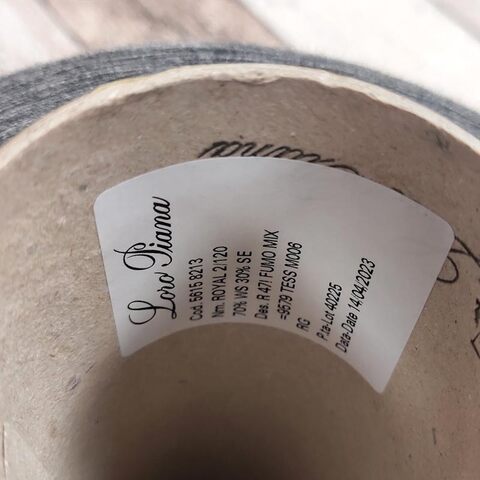 Loro Piana
Cod. 5615 8213
Nm. ROYAL 2/120
70% WS 30% SE
Des. R 471 FUMO MIX
=9579 TESS M006
RG
P.ta-Lot 40225
Data-Date 14/04/2023